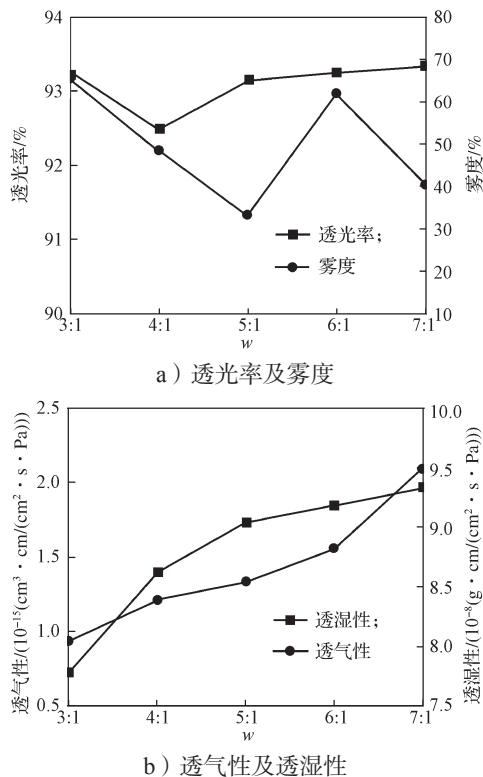 94
93
92
91
90
透光率/%
80
70
60
50
40
30
20
10
雾度/%
透光率；
雾度
3:1 4:1 5:1 6:1 7:1
w
a）透光率及雾度
2.5
2.0
1.5
1.0
0.5
透气性/(10⁻¹⁵(cm³·cm/(cm²·s·Pa)))
10.0
9.5
9.0
8.5
8.0
7.5
透湿性/(10⁻⁸(g·cm/(cm²·s·Pa)))
透湿性；
透气性
3:1 4:1 5:1 6:1 7:1
w
b）透气性及透湿性